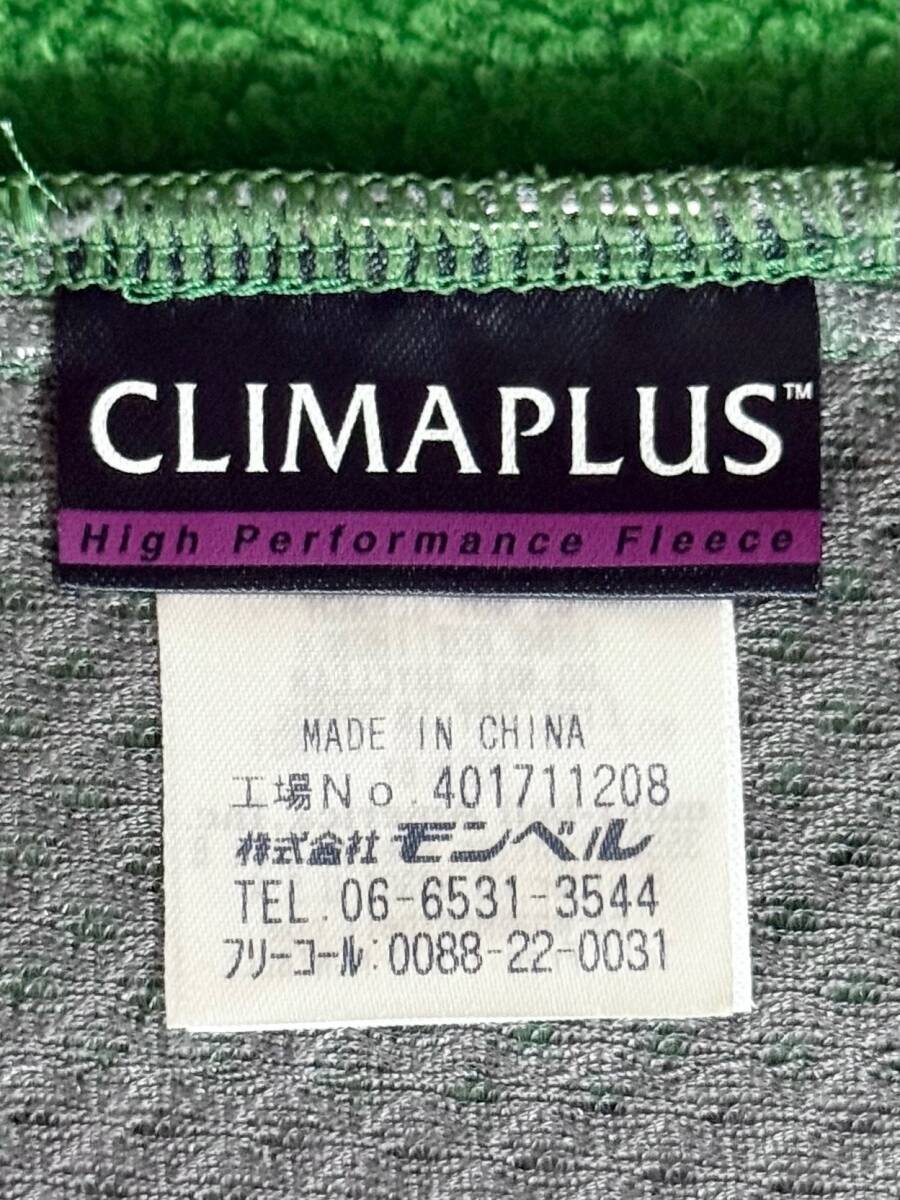 CLIMAPLUS™
High Performance Fleece
MADE IN CHINA
工場No.401711208
株式会社モンベル
TEL.06-6531-3544
フリーコール:0088-22-0031